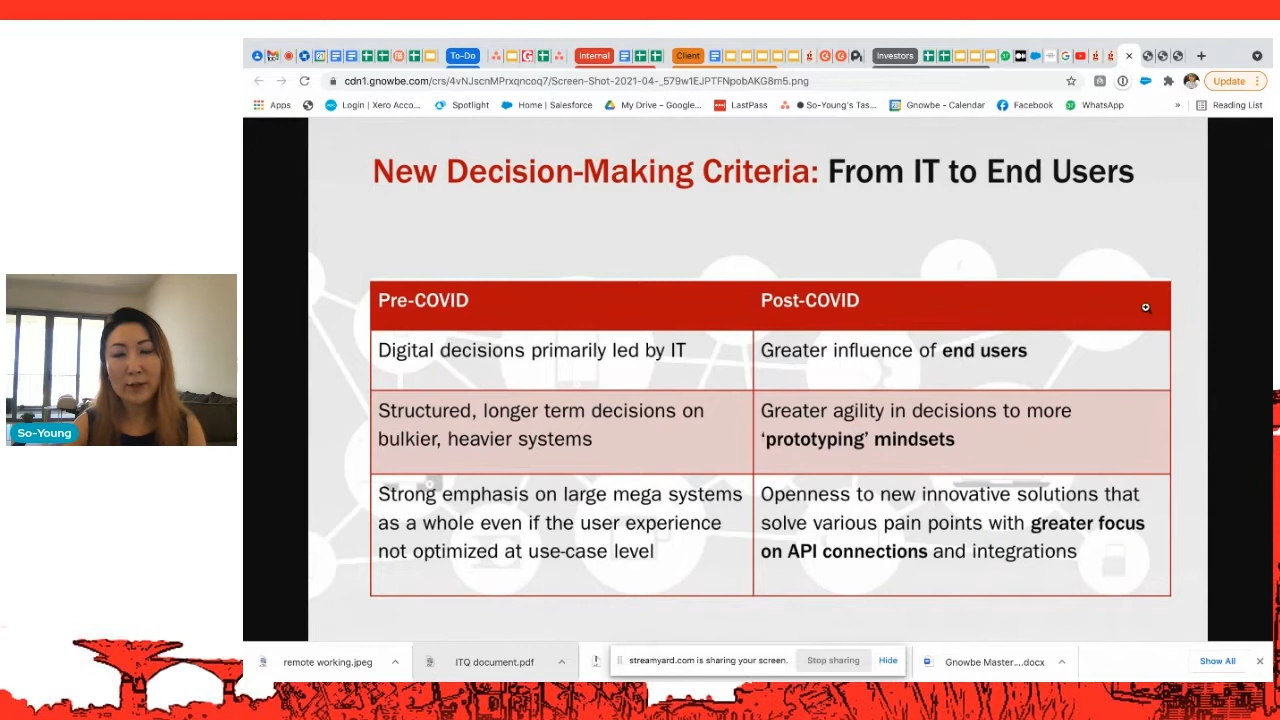 To-Do
Internal
Client
Investors
cdn1.gnowbe.com/crs/4vNJscnMPrxqncoq7/Screen-Shot-2021-04-_579w1EJPTFNpobAKG8m5.png
Update
Apps
Login | Xero Acco...
Spotlight
Home | Salesforce
My Drive – Google...
LastPass
So-Young's Tas...
Gnowbe - Calendar
Facebook
WhatsApp
»
Reading List
New Decision-Making Criteria: From IT to End Users
Pre-COVID
Post-COVID
Digital decisions primarily led by IT
Greater influence of end users
Structured, longer term decisions on
bulkier, heavier systems
Greater agility in decisions to more
‘prototyping’ mindsets
Strong emphasis on large mega systems
as a whole even if the user experience
not optimized at use-case level
Openness to new innovative solutions that
solve various pain points with greater focus
on API connections and integrations
So-Young
remote working.jpeg
ITQ document.pdf
streamyard.com is sharing your screen.
Stop sharing
Hide
Gnowbe Master....docx
Show All